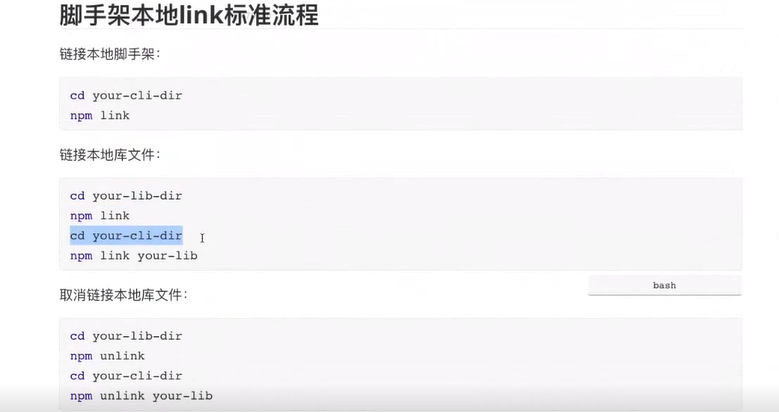 脚手架本地link标准流程
链接本地脚手架：
cd your-cli-dir
npm link
链接本地库文件：
cd your-lib-dir
npm link
cd your-cli-dir
npm link your-lib
bash
取消链接本地库文件：
cd your-lib-dir
npm unlink
cd your-cli-dir
npm unlink your-lib